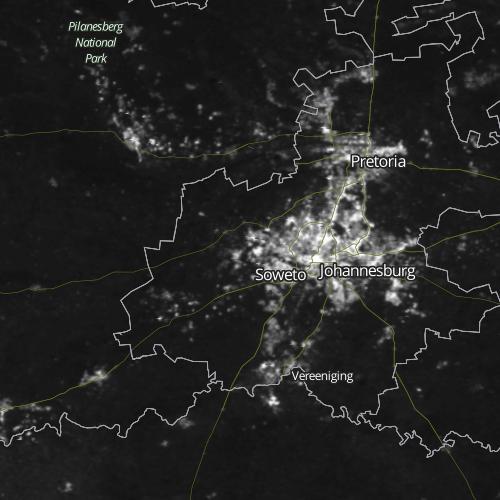 Pilanesberg
National
Park
Pretoria
Soweto
Johannesburg
Vereeniging